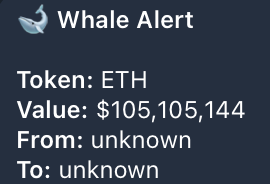 🐳 Whale Alert
Token: ETH
Value: $105,105,144
From: unknown
To: unknown